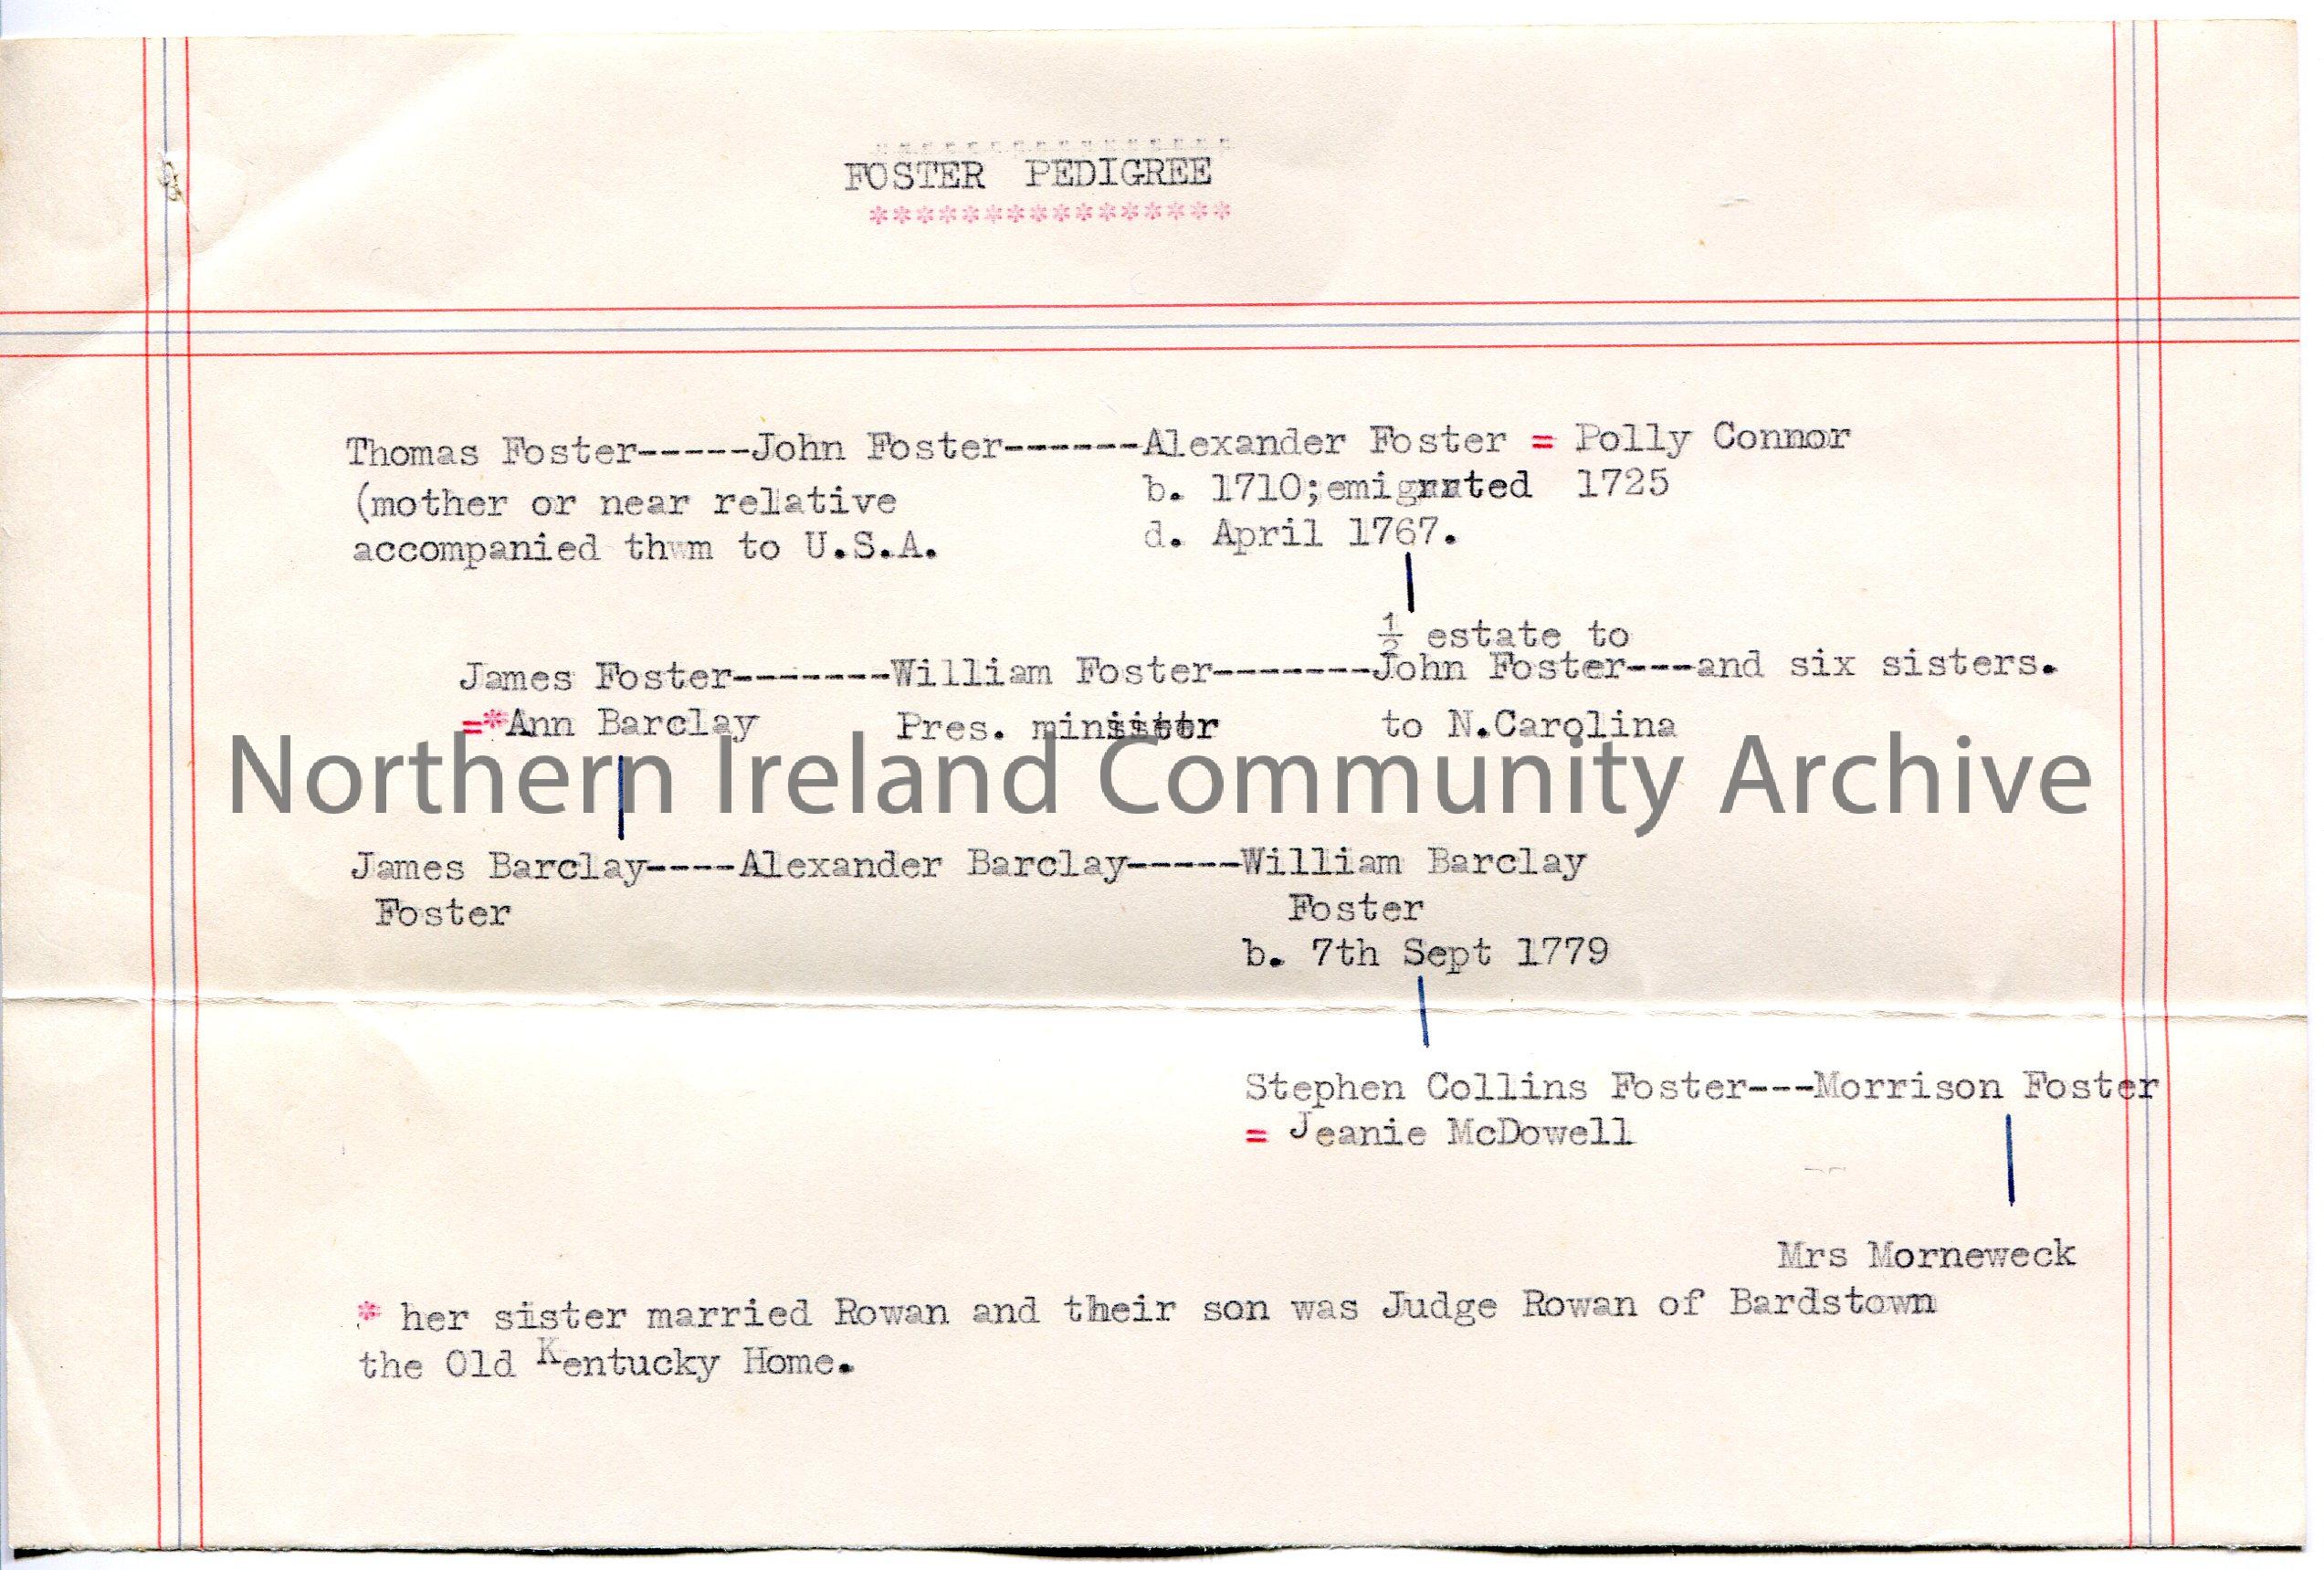 FOSTER PEDIGREE
****************
Thomas Foster-----John Foster------Alexander Foster = Polly Connor
(mother or near relative b. 1710;emigrated 1725
accompanied them to U.S.A. d. April 1767.
½ estate to
James Foster-------William Foster-------John Foster---and six sisters.
=*Ann Barclay Pres. minister to N.Carolina
Northern Ireland Community Archive
James Barclay----Alexander Barclay-----William Barclay
Foster Foster
b. 7th Sept 1779
Stephen Collins Foster---Morrison Foster
= Jeanie McDowell
Mrs Morneweck
* her sister married Rowan and their son was Judge Rowan of Bardstown
the Old Kentucky Home.